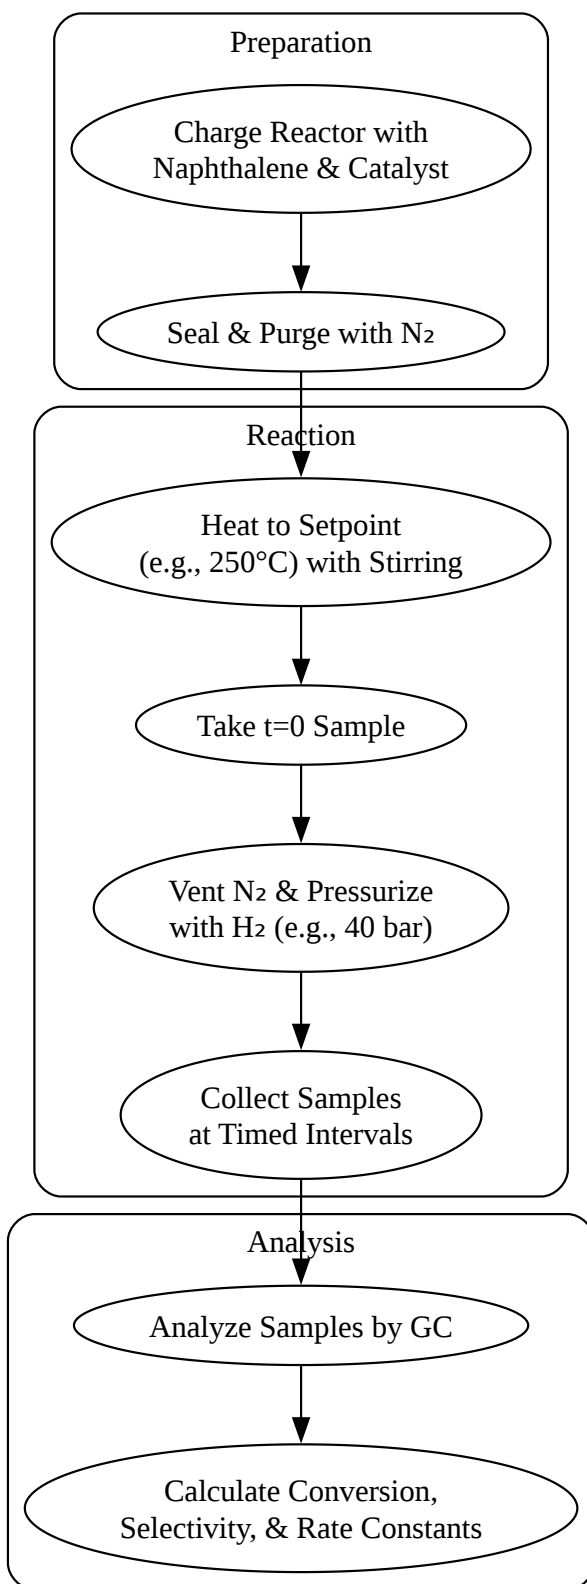 Preparation
Charge Reactor with
Naphthalene & Catalyst
Seal & Purge with N₂
Reaction
Heat to Setpoint
(e.g., 250°C) with Stirring
Take t=0 Sample
Vent N₂ & Pressurize
with H₂ (e.g., 40 bar)
Collect Samples
at Timed Intervals
Analysis
Analyze Samples by GC
Calculate Conversion,
Selectivity, & Rate Constants